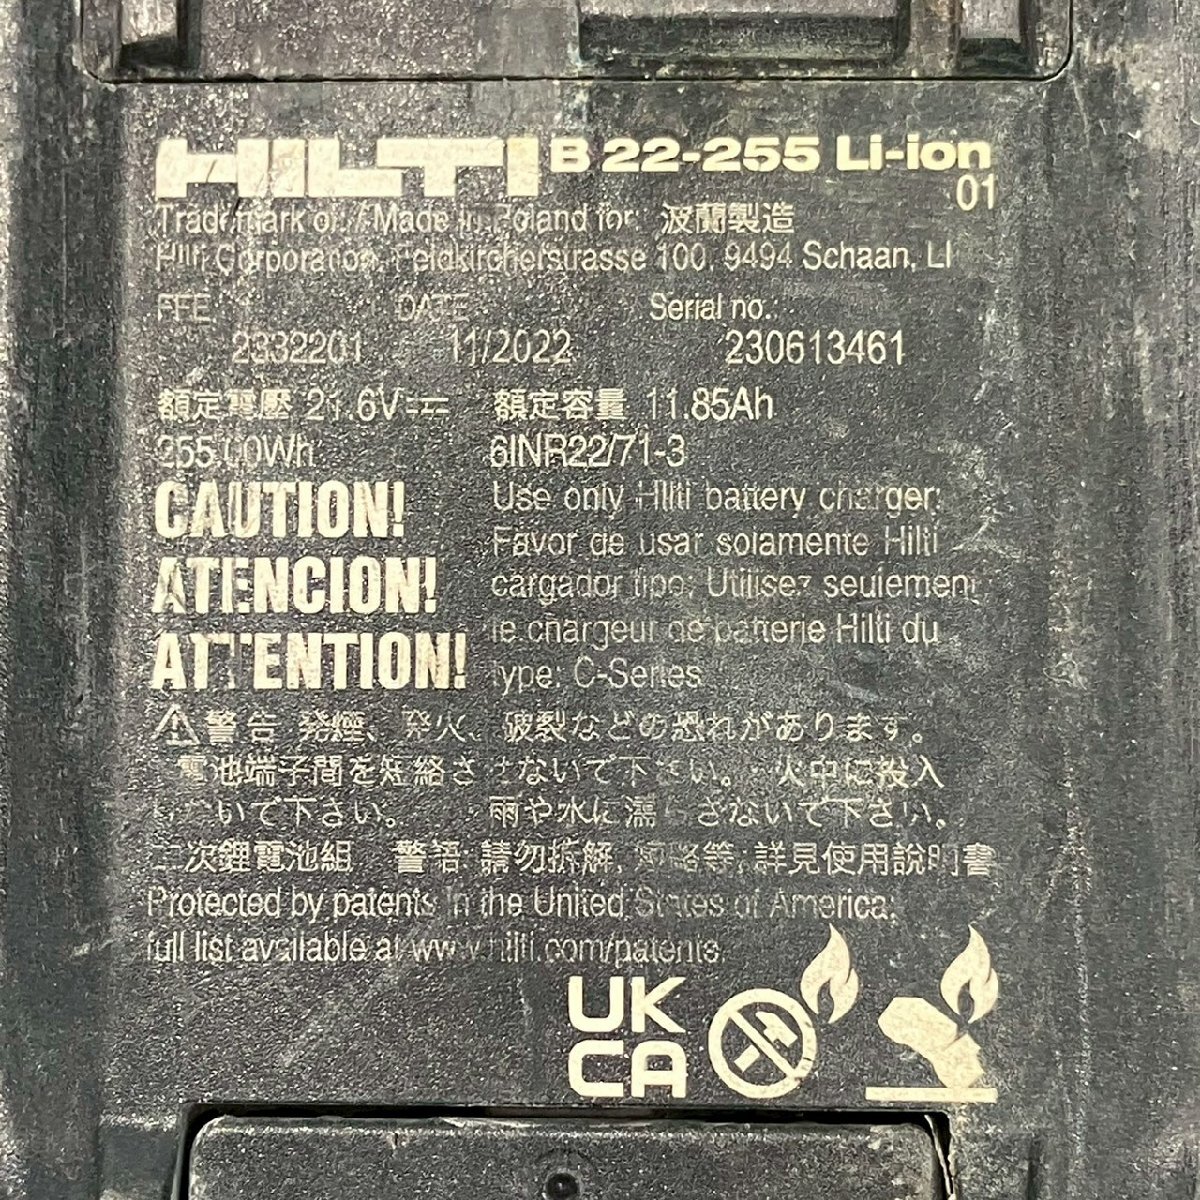 HILTI B 22-255 Li-ion
01
Trademark of / Made in Poland for: 波蘭製造
Hilti Corporation, Feldkircherstrasse 100, 9494 Schaan, LI
DATE Serial no.:
2332201 11/2022 230613461
額定電壓 21.6V 額定容量 11.85Ah
255.00Wh 6INR22/71-3
CAUTION!
ATENCION!
ATTENTION!
Use only Hilti battery charger;
Favor de usar solamente Hilti
cargador tipo; Utilisez seulement
le chargeur de batterie Hilti du
type: C-Series
⚠警告 発煙、発火、破裂などの恐れがあります。
電池端子間を短絡させないで下さい。 火中に投入
しないで下さい。 雨や水に濡らさないで下さい。
二次鋰電池組 警語: 請勿拆解, 短路等; 詳見使用說明書
Protected by patents in the United States of America;
full list available at www.hilti.com/patents.
UK
CA